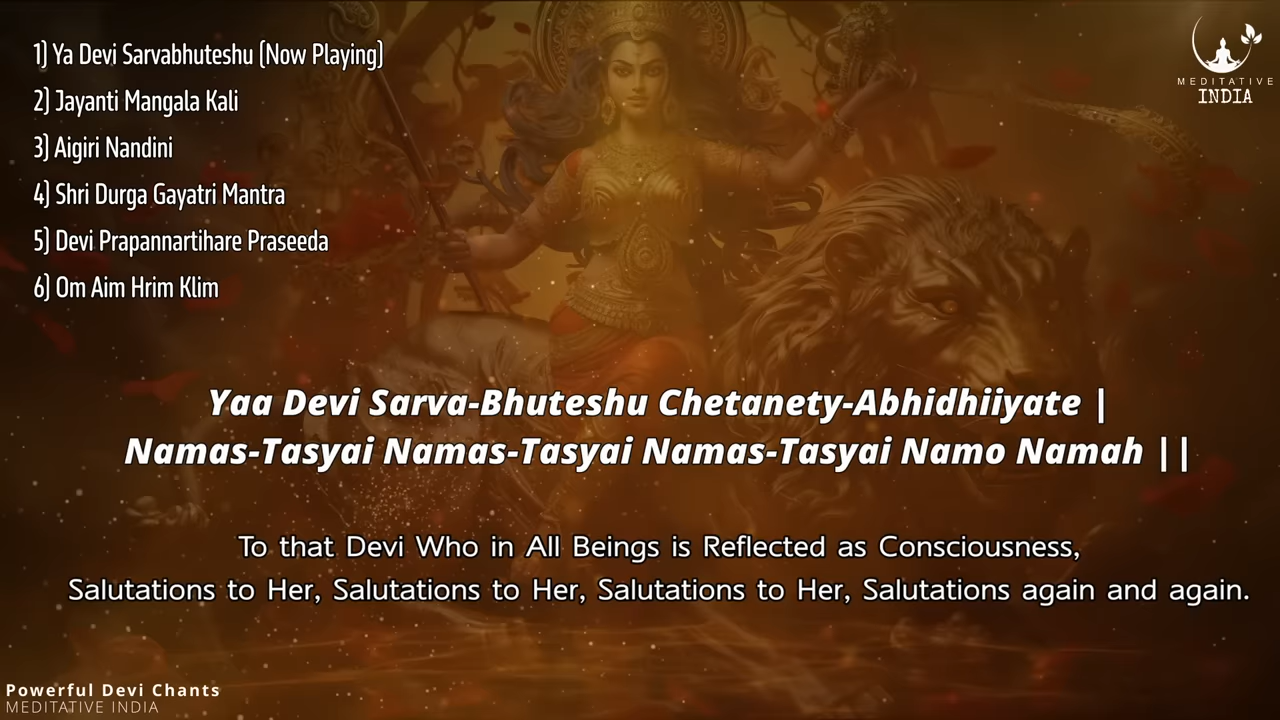 1) Ya Devi Sarvabhuteshu (Now Playing)
2) Jayanti Mangala Kali
3) Aigiri Nandini
4) Shri Durga Gayatri Mantra
5) Devi Prapannartihare Praseeda
6) Om Aim Hrim Klim
MEDITATIVE
INDIA
Yaa Devi Sarva-Bhuteshu Chetanety-Abhidhiiyate |
Namas-Tasyai Namas-Tasyai Namas-Tasyai Namo Namah ||
To that Devi Who in All Beings is Reflected as Consciousness,
Salutations to Her, Salutations to Her, Salutations to Her, Salutations again and again.
Powerful Devi Chants
MEDITATIVE INDIA